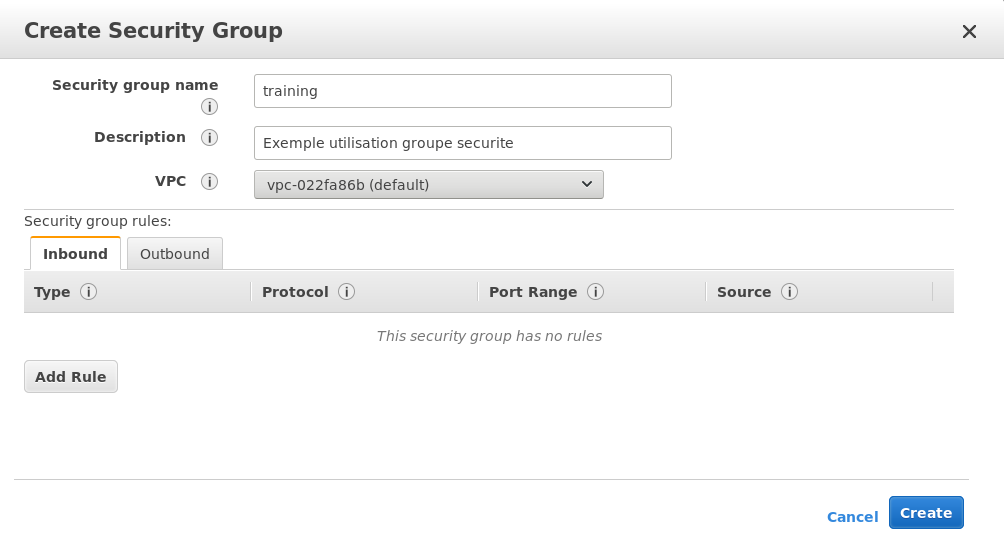 Create Security Group
Security group name
training
Description
Exemple utilisation groupe securite
VPC
vpc-022fa86b (default)
Security group rules:
Inbound Outbound
Type Protocol Port Range Source
This security group has no rules
Add Rule
Cancel Create